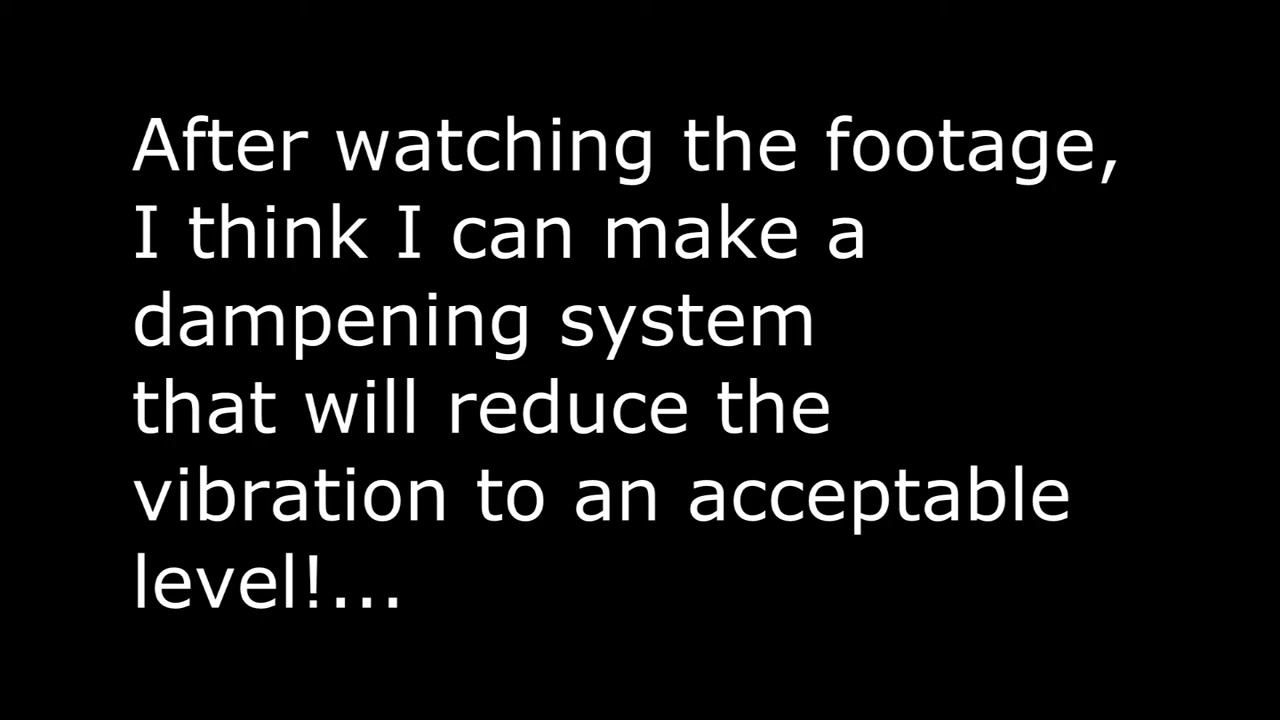 After watching the footage,
I think I can make a
dampening system
that will reduce the
vibration to an acceptable
level!...